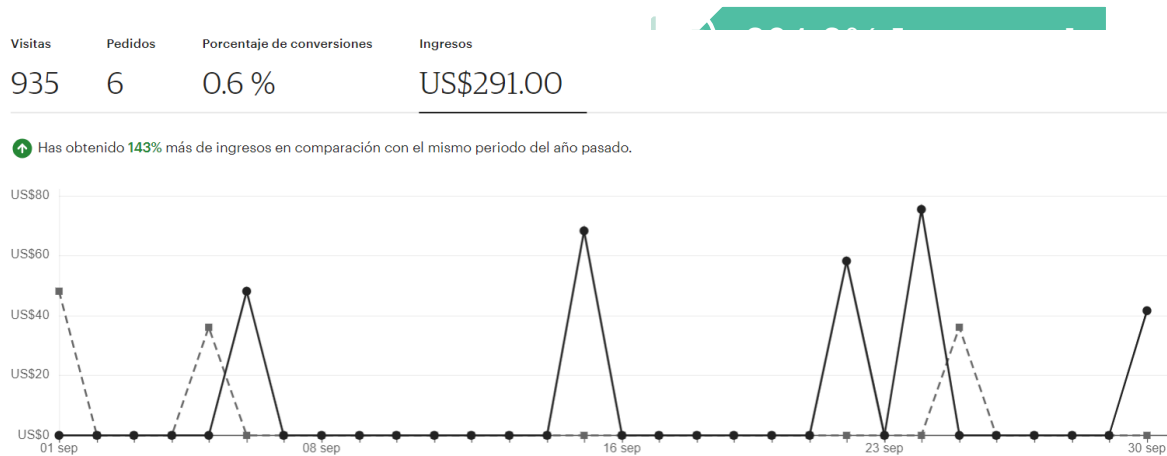 Visitas Pedidos Porcentaje de conversiones Ingresos
935 6 0.6 % US$291.00
Has obtenido 143% más de ingresos en comparación con el mismo periodo del año pasado.
US$80
US$60
US$40
US$20
US$0
01 sep 08 sep 16 sep 23 sep 30 sep